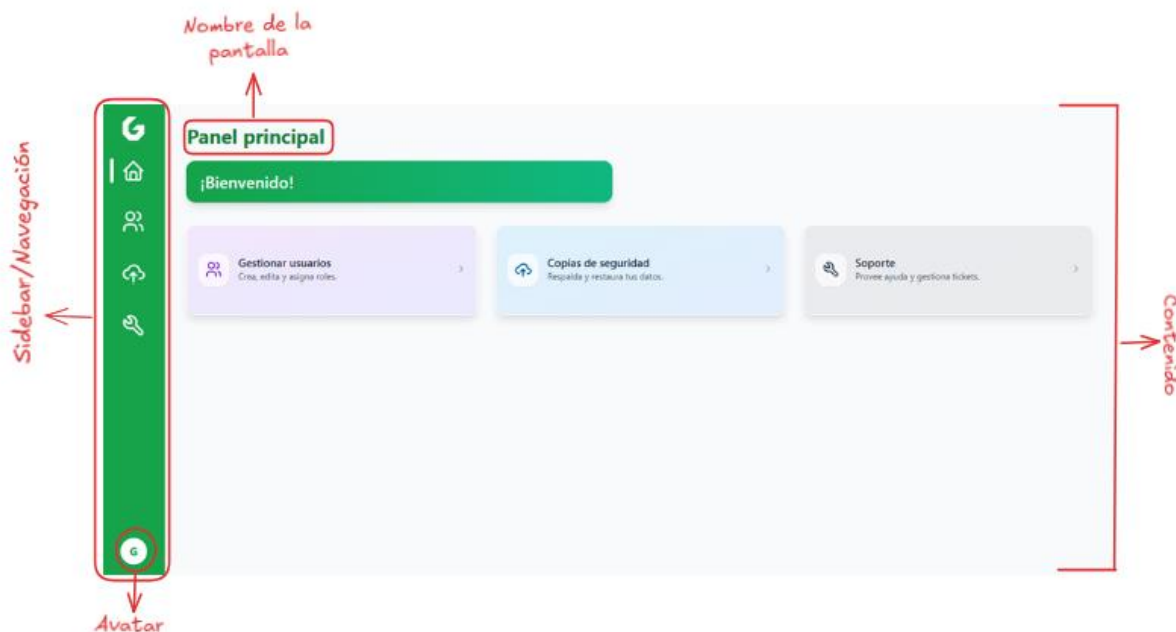 Nombre de la
pantalla
Sidebar/Navegación
G
Panel principal
¡Bienvenido!
Gestionar usuarios
Crea, edita y asigna roles.
Copias de seguridad
Respalda y restaura tus datos.
Soporte
Provee ayuda y gestiona tickets.
Contenido
G
Avatar